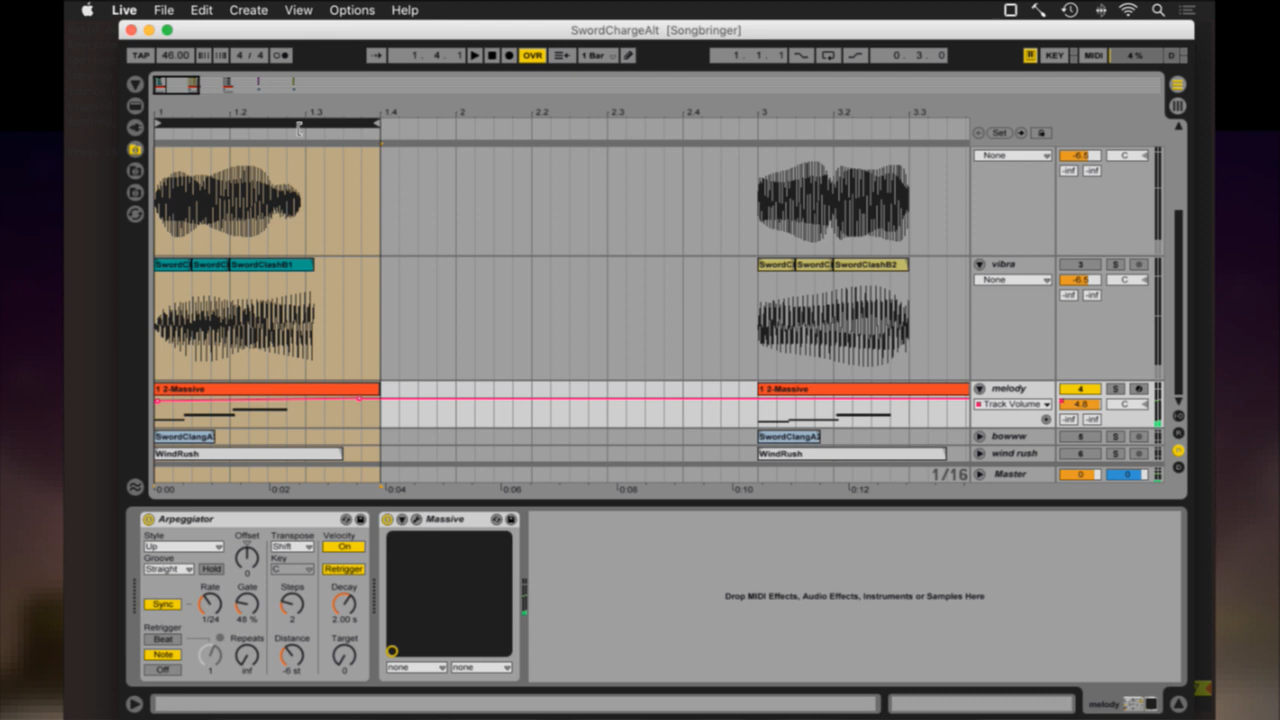 Live File Edit Create View Options Help
SwordChargeAlt [Songbringer]
TAP 46.00 4 / 4 1. 4. 1 OVR 1 Bar 1. 1. 1 0. 3. 0 KEY MIDI 4 % D
1 1.2 1.3 1.4 2 2.2 2.3 2.4 3 3.2 3.3
Set
None -6.5 C
-inf -inf
SwordC SwordC SwordClashB1 SwordC SwordC SwordClashB2 vibra 3 S
None -6.5 C
-inf -inf
1 2-Massive 1 2-Massive melody 4 S
Track Volume 4.8 C
-inf -inf
SwordClangA SwordClangA2 bowww 5 S
WindRush WindRush wind rush 6 S
1/16 Master 0 0
0:00 0:02 0:04 0:06 0:08 0:10 0:12
Arpeggiator Massive
Style Offset Transpose Velocity
Up Shift On
Groove Key
Straight Hold 0 C Retrigger
Rate Gate Steps Decay
Sync
1/24 48 % 2 2.00 s
Retrigger
Beat Repeats Distance Target
Note
Off 1 inf -6 st 0
none none
Drop MIDI Effects, Audio Effects, Instruments or Samples Here
melody